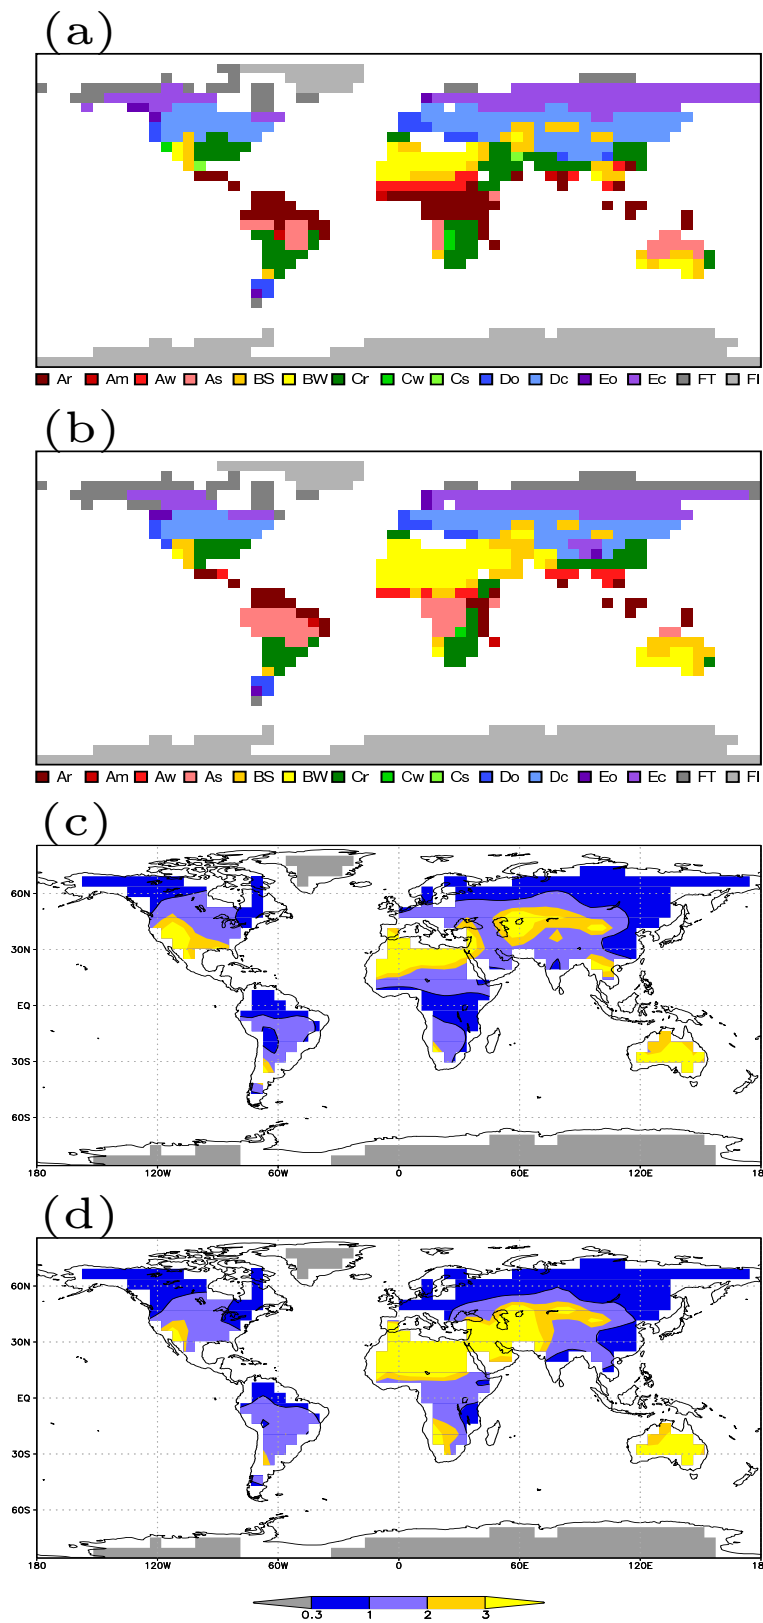 (a)
Ar Am Aw As BS BW Cr Cw Cs Do Dc Eo Ec FT FI
(b)
Ar Am Aw As BS BW Cr Cw Cs Do Dc Eo Ec FT FI
(c)
60N
30N
EQ
30S
60S
180 120W 60W 0 60E 120E 18
(d)
60N
30N
EQ
30S
60S
180 120W 60W 0 60E 120E 18
0.3 1 2 3